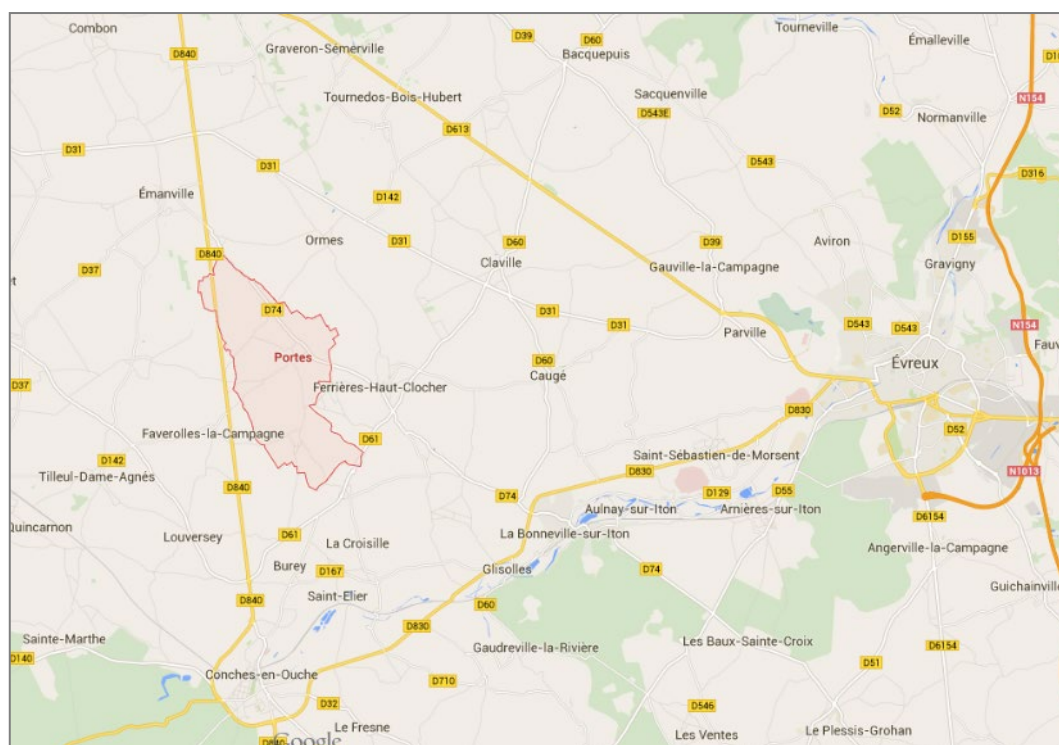 Combon
D840
Graveron-Sémerville
D39
D60
Bacquepuis
Tourneville
Émalleville
Tournedos-Bois-Hubert
Sacquenville
D543E
N154
D52
Normanville
D613
D31
D31
D142
D543
D316
Émanville
Ormes
D31
D60
D39
Aviron
D155
Gravigny
D840
Claville
Gauville-la-Campagne
D37
D74
D31
D31
Parville
D543
D543
N154
Portes
D60
Caugé
Évreux
D37
Ferrières-Haut-Clocher
D830
Faverolles-la-Campagne
D61
D52
D142
Tilleul-Dame-Agnés
Saint-Sébastien-de-Morsent
D830
N1013
D840
D74
D129
D55
Aulnay-sur-Iton
Arnières-sur-Iton
D6154
Quincarnon
Louversey
D61
La Croisille
La Bonneville-sur-Iton
Angerville-la-Campagne
Burey
D167
Glisolles
D74
Guichainville
D840
Saint-Elier
D60
D830
Sainte-Marthe
D140
Gaudreville-la-Rivière
Les Baux-Sainte-Croix
D6154
D51
Conches-en-Ouche
D710
D32
D546
Le Fresne
Les Ventes
Le Plessis-Grohan
D840
Google